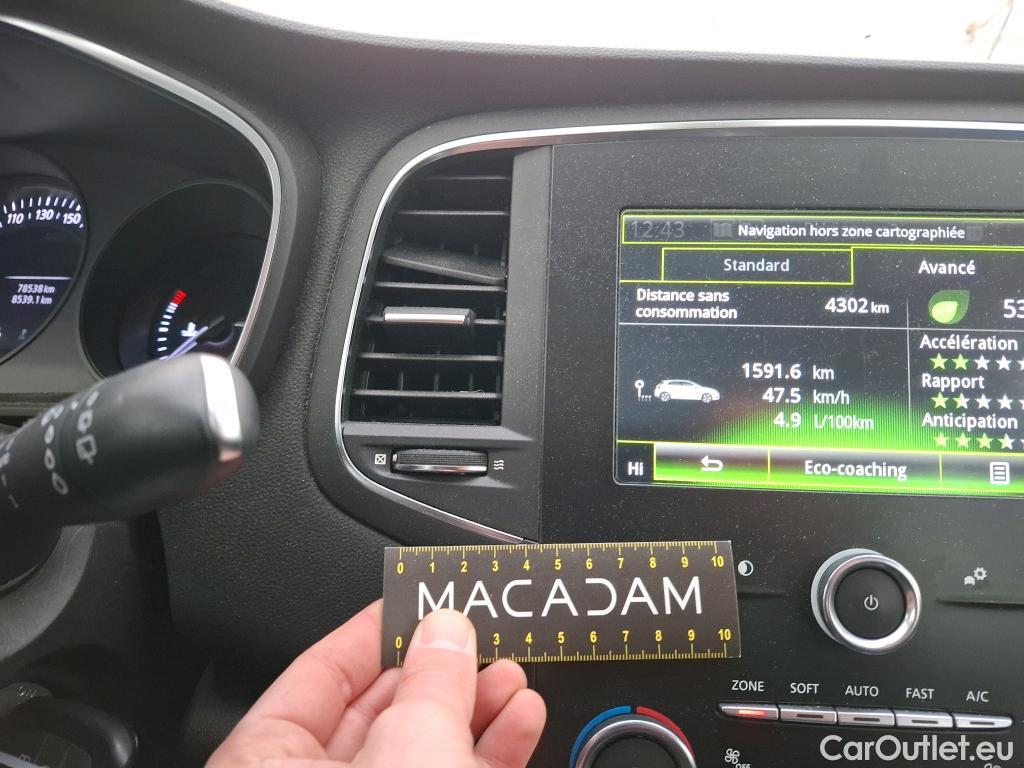 110 130 150
78538 km
8539.1 km
12:43 Navigation hors zone cartographiée
Standard
Avancé
Distance sans consommation
4302 km
53
Accélération
Rapport
Anticipation
1591.6 km
47.5 km/h
4.9 L/100km
Hi
Eco-coaching
0 1 2 3 4 5 6 7 8 9 10
MACADAM
0 3 4 5 6 7 8 9 10
ZONE SOFT AUTO FAST A/C
OFF
ON
CarOutlet.eu